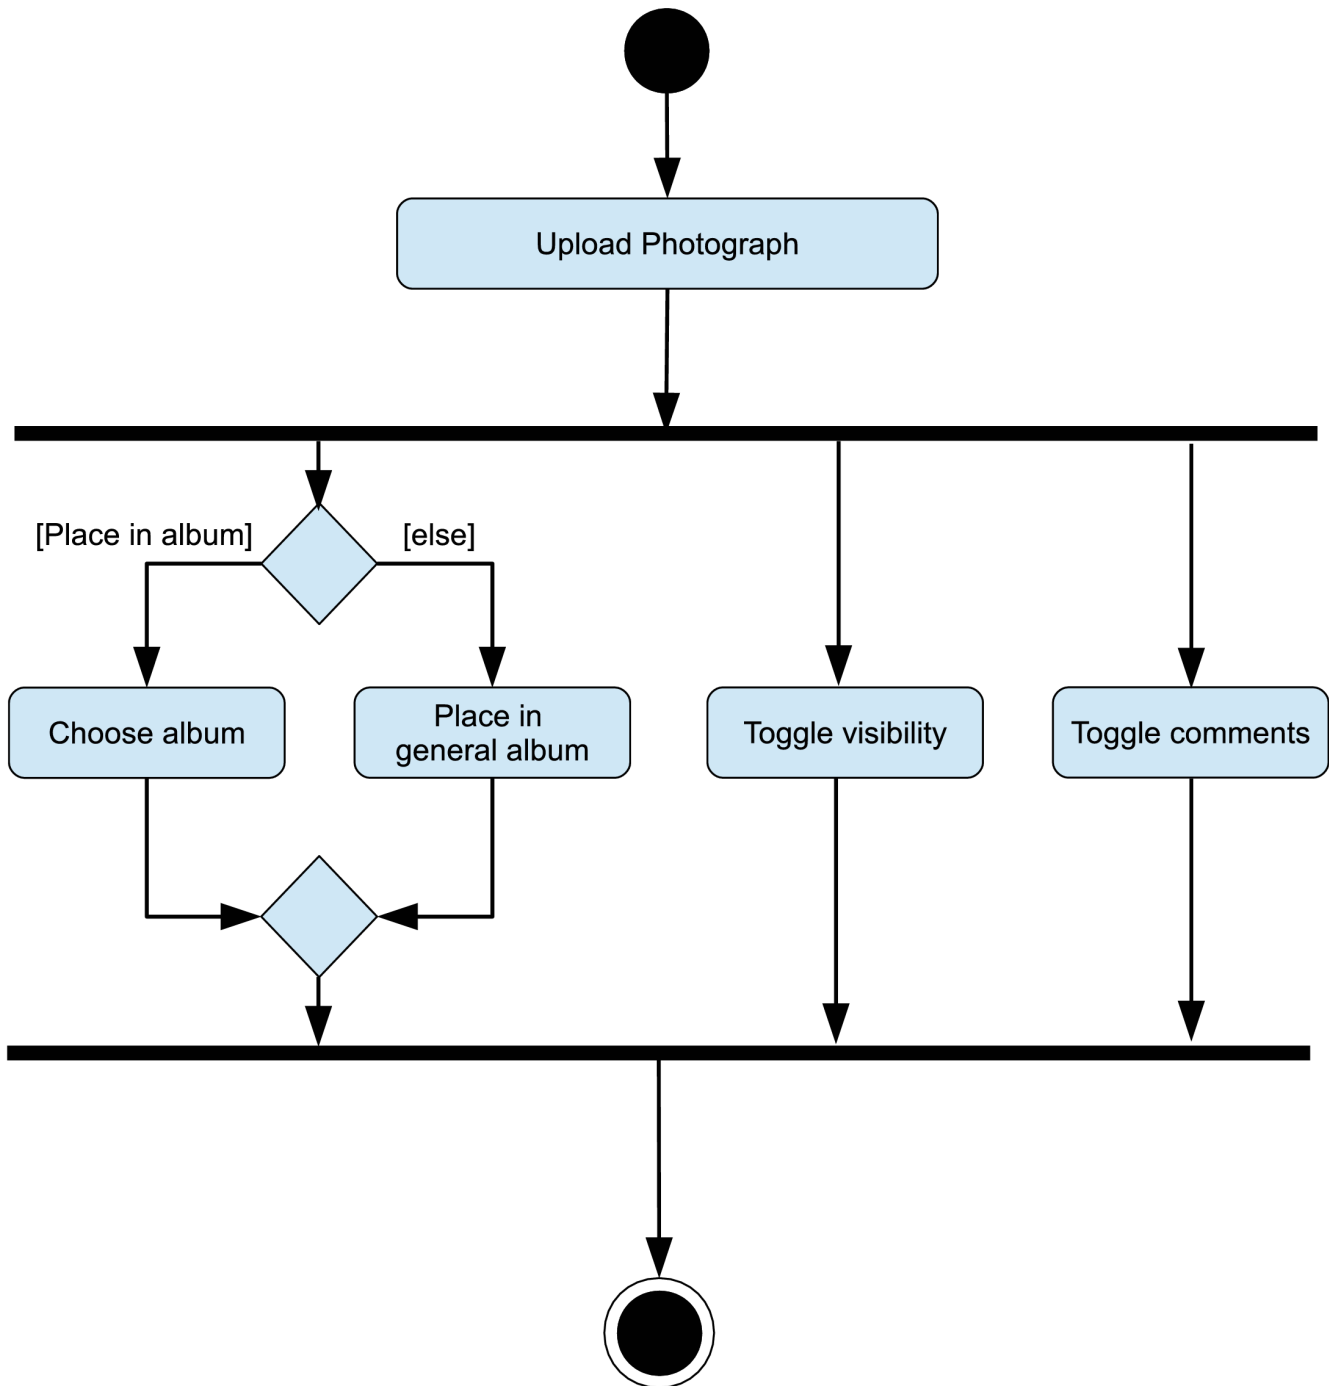 Upload Photograph
[Place in album]
[else]
Choose album
Place in
general album
Toggle visibility
Toggle comments